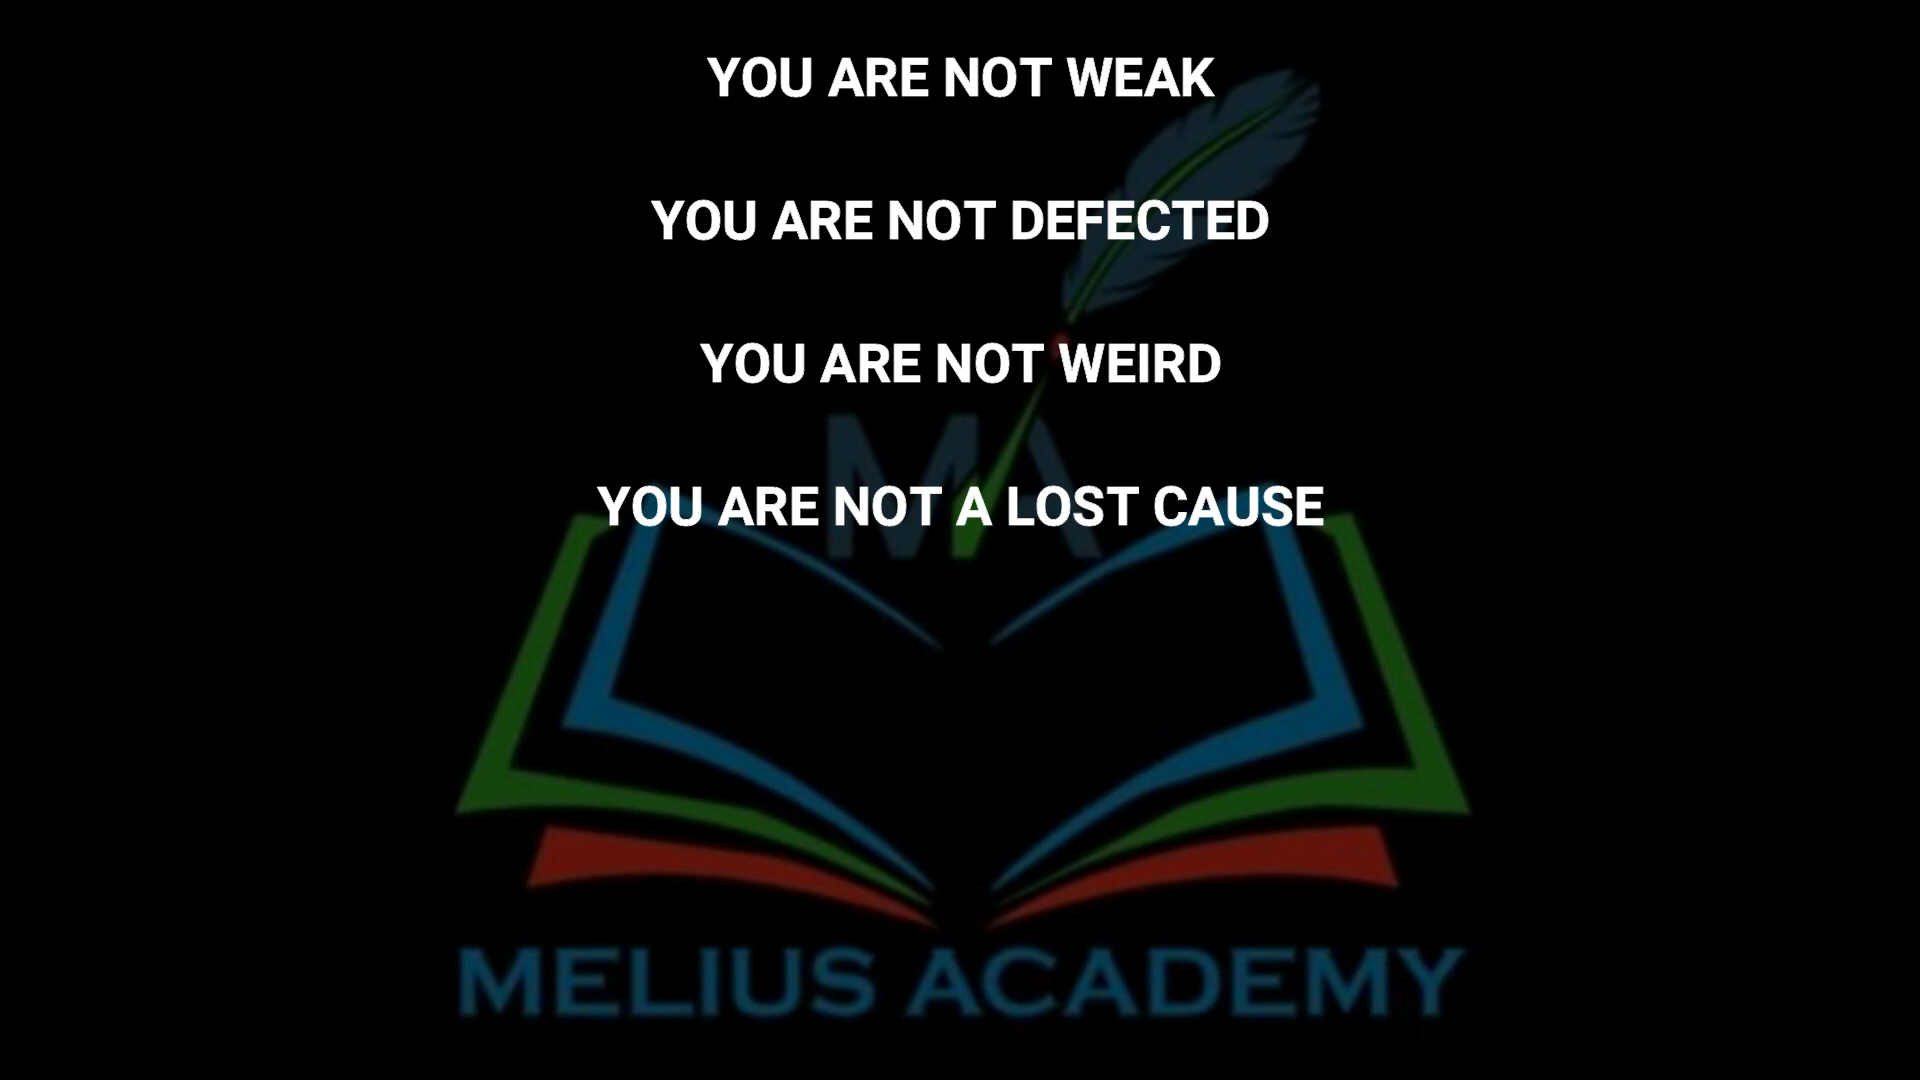 YOU ARE NOT WEAK
YOU ARE NOT DEFECTED
YOU ARE NOT WEIRD
YOU ARE NOT A LOST CAUSE
MA
MELIUS ACADEMY